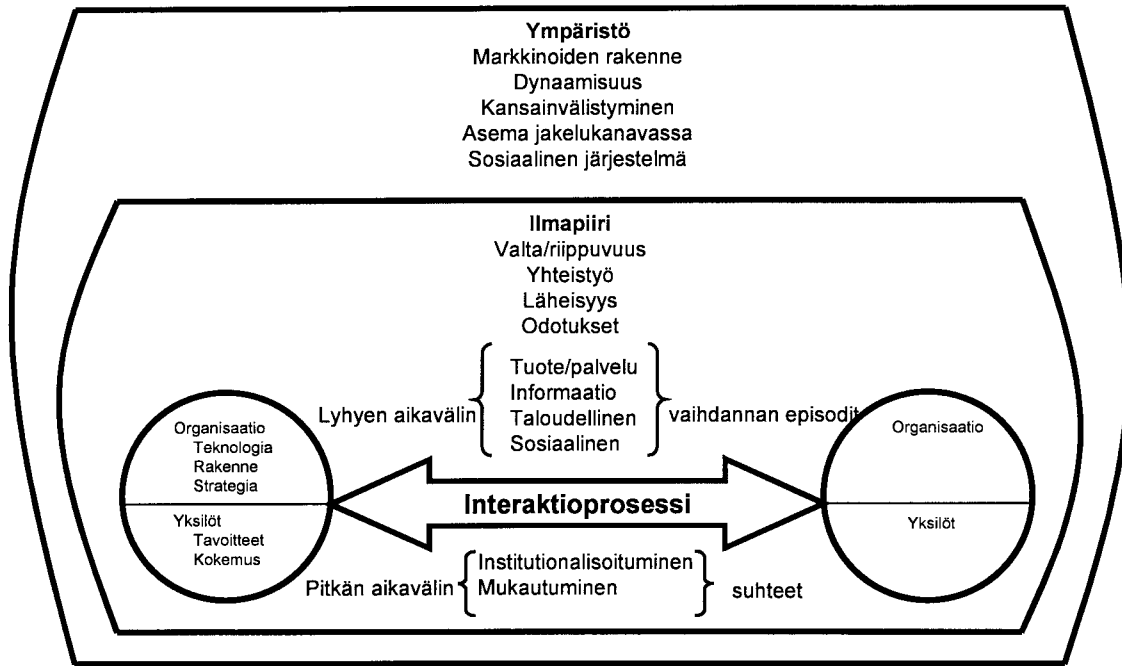 Ympäristö
Markkinoiden rakenne
Dynaamisuus
Kansainvälistyminen
Asema jakelukanavassa
Sosiaalinen järjestelmä
Ilmapiiri
Valta/riippuvuus
Yhteistyö
Läheisyys
Odotukset
Lyhyen aikavälin
Tuote/palvelu
Informaatio
Taloudellinen
Sosiaalinen
vaihdannan episodit
Organisaatio
Teknologia
Rakenne
Strategia
Yksilöt
Tavoitteet
Kokemus
Interaktioprosessi
Organisaatio
Yksilöt
Pitkän aikavälin
Institutionalisoituminen
Mukautuminen
suhteet